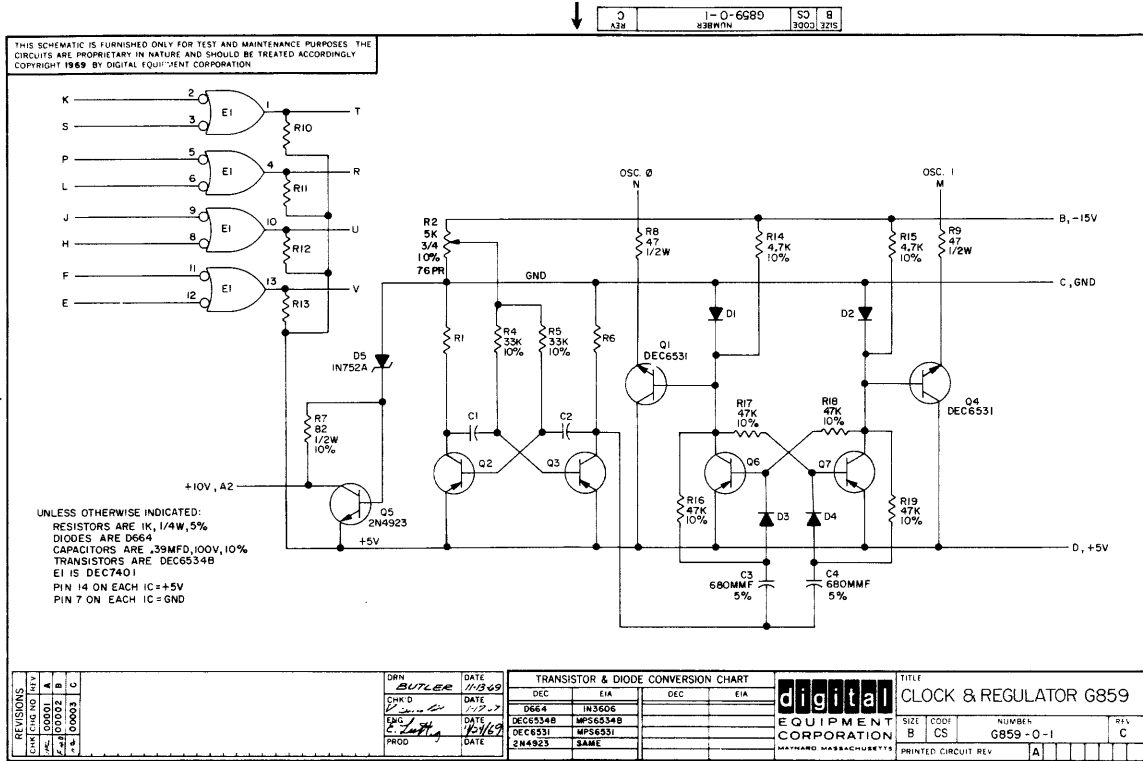 SIZE CODE NUMBER REV
B CS G859-0-1 C
THIS SCHEMATIC IS FURNISHED ONLY FOR TEST AND MAINTENANCE PURPOSES THE
CIRCUITS ARE PROPRIETARY IN NATURE AND SHOULD BE TREATED ACCORDINGLY
COPYRIGHT 1969 BY DIGITAL EQUIPMENT CORPORATION
K 2 E1 1 T
S 3 R10
P 5 E1 4 R
L 6 R11
J 9 E1 10 U
H 8 R12
F 11 E1 13 V
E 12 R13
OSC. 0
N
OSC. 1
M
B, -15V
R2
5K
3/4
10%
76PR
R8
47
1/2W
R14
4.7K
10%
R15
4.7K
10%
R9
47
1/2W
GND
C, GND
D5
IN752A
R1
R4
33K
10%
R5
33K
10%
R6
D1
D2
Q1
DEC6531
Q4
DEC6531
R7
82
1/2W
10%
C1
C2
R17
47K
10%
R18
47K
10%
Q2
Q3
Q6
Q7
+10V, A2
Q5
2N4923
R16
47K
10%
D3
D4
R19
47K
10%
+5V
D, +5V
C3
680MMF
5%
C4
680MMF
5%
UNLESS OTHERWISE INDICATED:
RESISTORS ARE 1K, 1/4W, 5%
DIODES ARE D664
CAPACITORS ARE .39MFD, 100V, 10%
TRANSISTORS ARE DEC6534B
E1 IS DEC7401
PIN 14 ON EACH IC = +5V
PIN 7 ON EACH IC = GND
REVISIONS
CHK CHG NO REV
00001 A
00002 B
00003 C
DRN DATE
BUTLER 11-13-69
CHK'D DATE
ENG DATE
PROD DATE
TRANSISTOR & DIODE CONVERSION CHART
DEC EIA DEC EIA
D664 IN3606
DEC6534B MPS6534B
DEC6531 MPS6531
2N4923 SAME
digital
EQUIPMENT
CORPORATION
MAYNARD, MASSACHUSETTS
TITLE
CLOCK & REGULATOR G859
SIZE CODE NUMBER REV
B CS G859-0-1 C
PRINTED CIRCUIT REV A